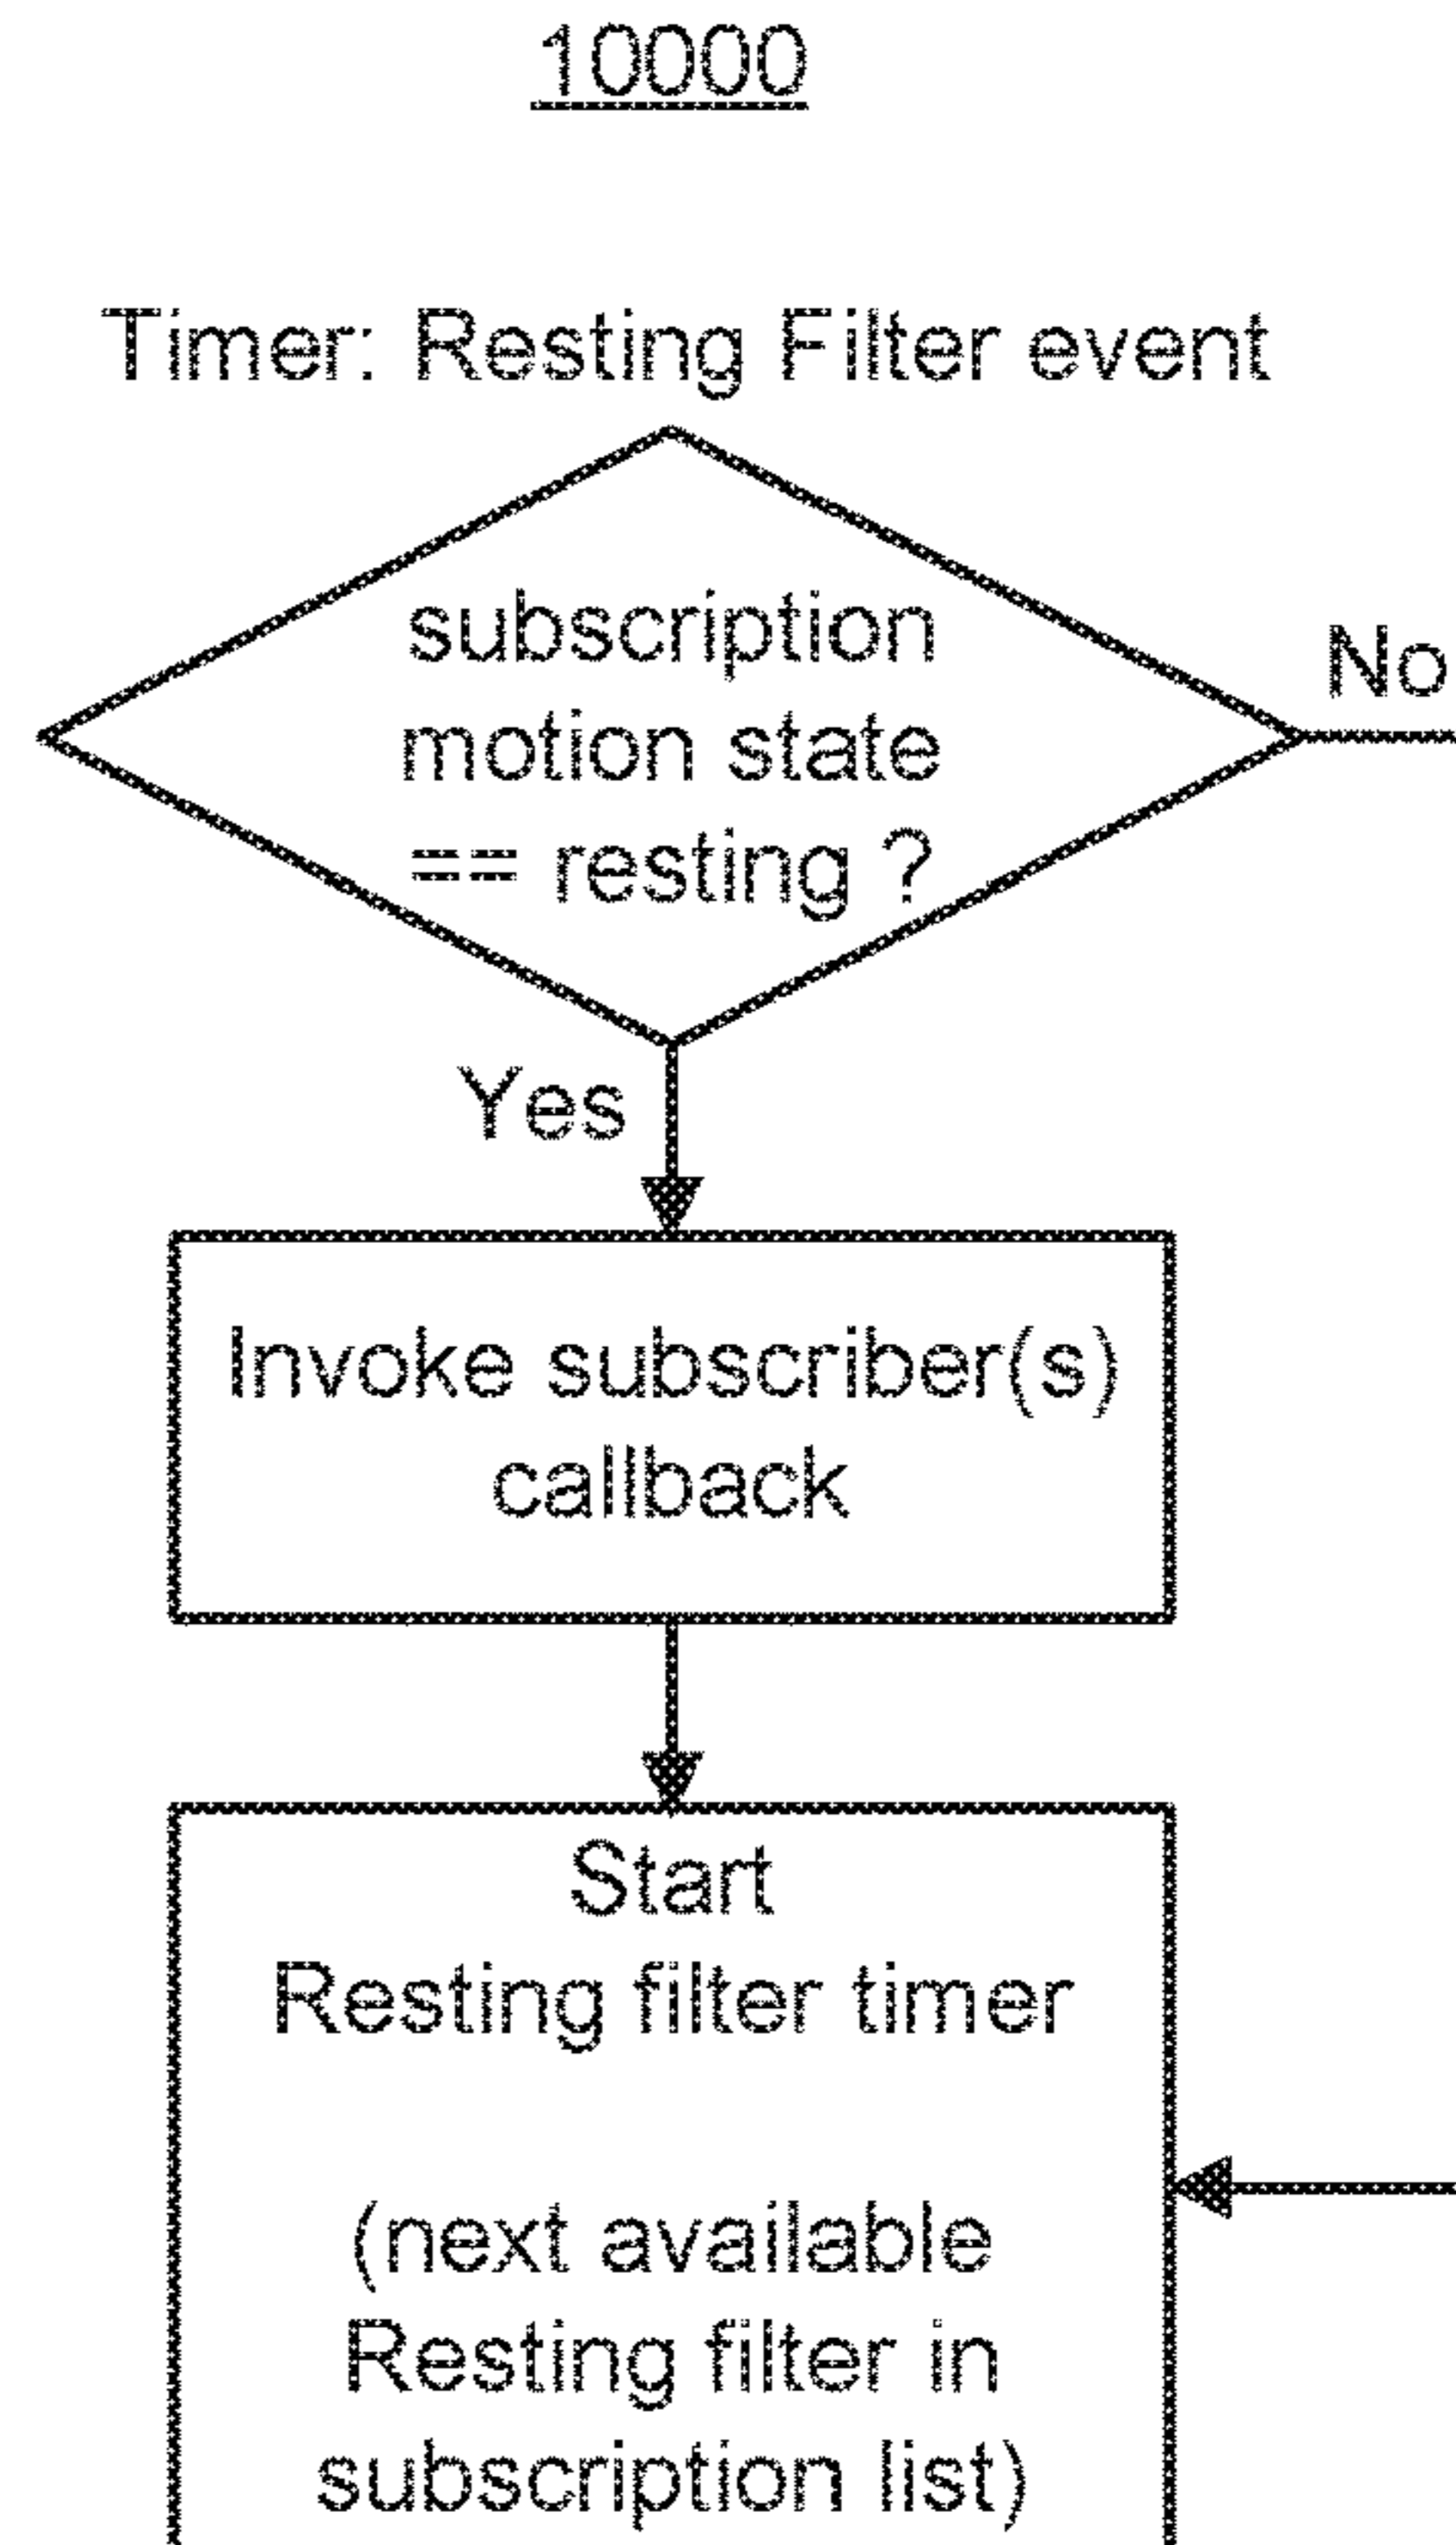 10000
Timer: Resting Filter event
subscription
motion state
== resting ?
No
Yes
Invoke subscriber(s)
callback
Start
Resting filter timer
(next available
Resting filter in
subscription list)